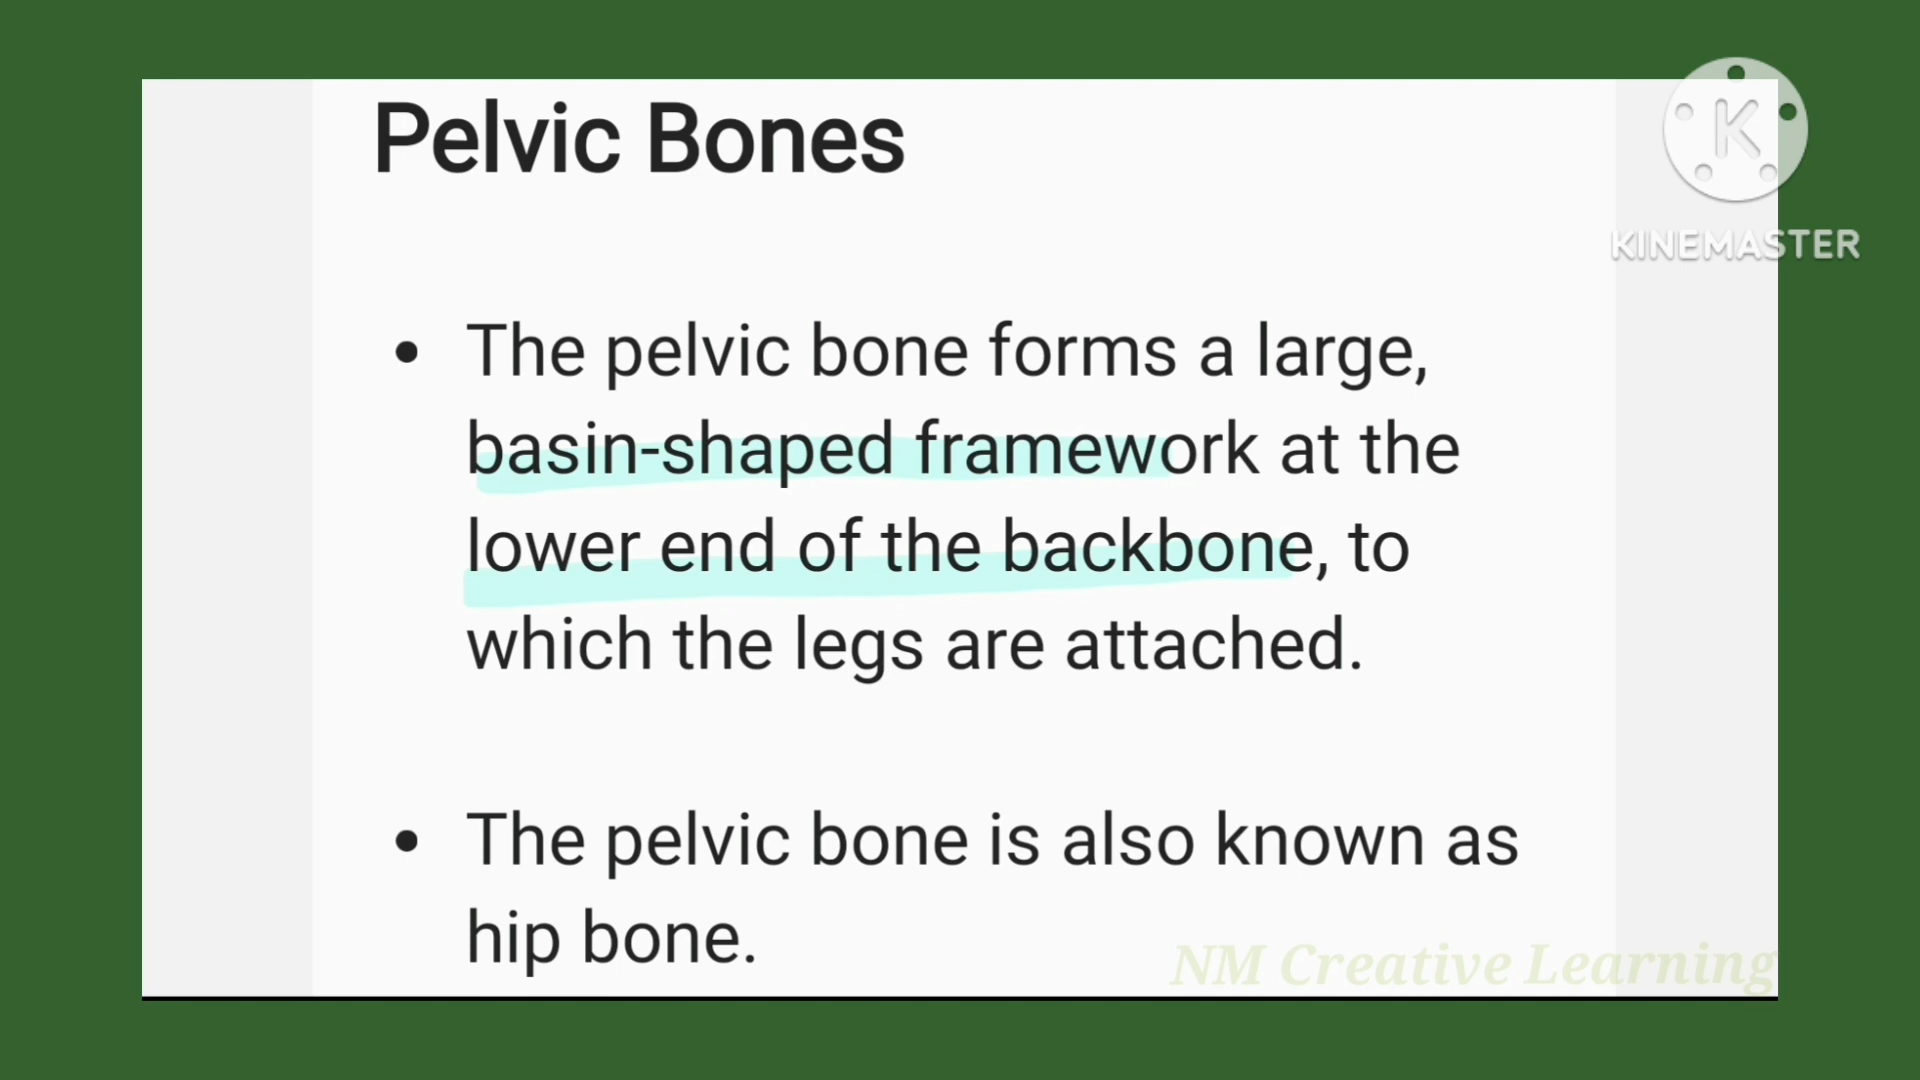 Pelvic Bones
K
KINEMASTER
• The pelvic bone forms a large,
basin-shaped framework at the
lower end of the backbone, to
which the legs are attached.
• The pelvic bone is also known as
hip bone.
NM Creative Learning